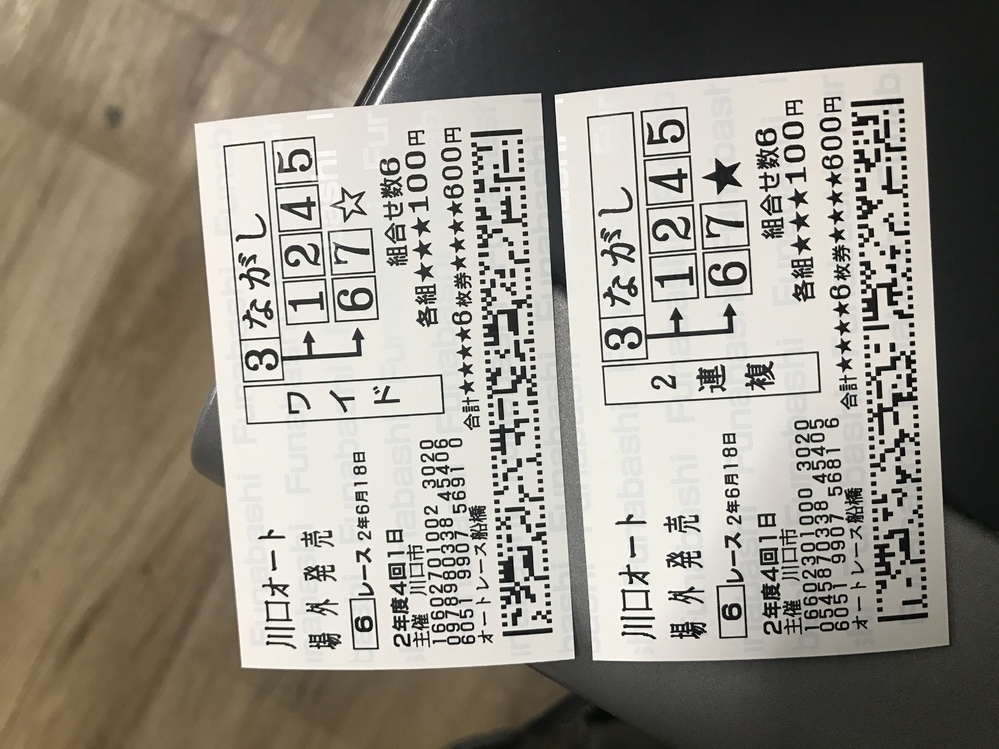 川口オート
場外発売
6レース 2年6月18日
2年度4回1日
主催 川口市
16602701002 3020
0978980338 45406
6051 9907 5691 0
オートレース船橋
ワイド
3ながし
1 2 4 5
6 7 ☆
組合せ数6
各組★★★100円
合計★★★★6枚券★★★★600円
川口オート
場外発売
6レース 2年6月18日
2年度4回1日
主催 川口市
16602301000 3020
0545870338 45405
6051 9907 5681 6
オートレース船橋
2連複
3ながし
1 2 4 5
6 7 ★
組合せ数6
各組★★★100円
合計★★★★6枚券★★★★600円